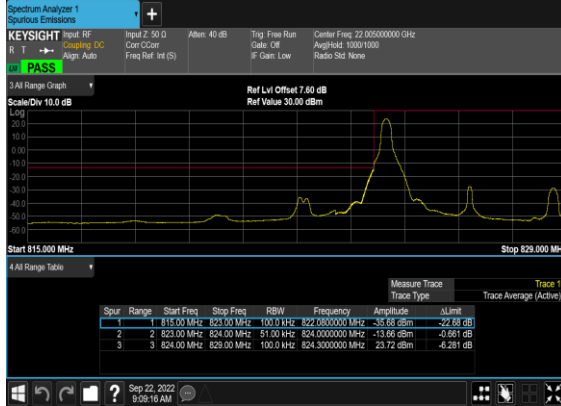 Spectrum Analyzer 1
Spurious Emissions
+
KEYSIGHT Input: RF Input Z: 50 Ω Atten: 40 dB Trig: Free Run Center Freq: 22.005000000 GHz
R T Coupling: DC Corr CCorr Gate: Off Avg|Hold: 1000/1000
Align: Auto Freq Ref: Int (S) IF Gain: Low Radio Std: None
PASS
3 All Range Graph
Ref Lvl Offset 7.60 dB
Scale/Div 10.0 dB Ref Value 30.00 dBm
Log
20.0
10.0
0.00
-10.0
-20.0
-30.0
-40.0
-50.0
-60.0
Start 815.000 MHz Stop 829.000 MH
4 All Range Table
Measure Trace Trace 1
Trace Type Trace Average (Active)
Spur Range Start Freq Stop Freq RBW Frequency Amplitude ΔLimit
1 1 815.00 MHz 823.00 MHz 100.0 kHz 822.0800000 MHz -35.68 dBm -22.68 dB
2 2 823.00 MHz 824.00 MHz 51.00 kHz 824.0000000 MHz -13.66 dBm -0.661 dB
3 3 824.00 MHz 829.00 MHz 100.0 kHz 824.3000000 MHz 23.72 dBm -6.281 dB
? Sep 22, 2022
9:09:16 AM